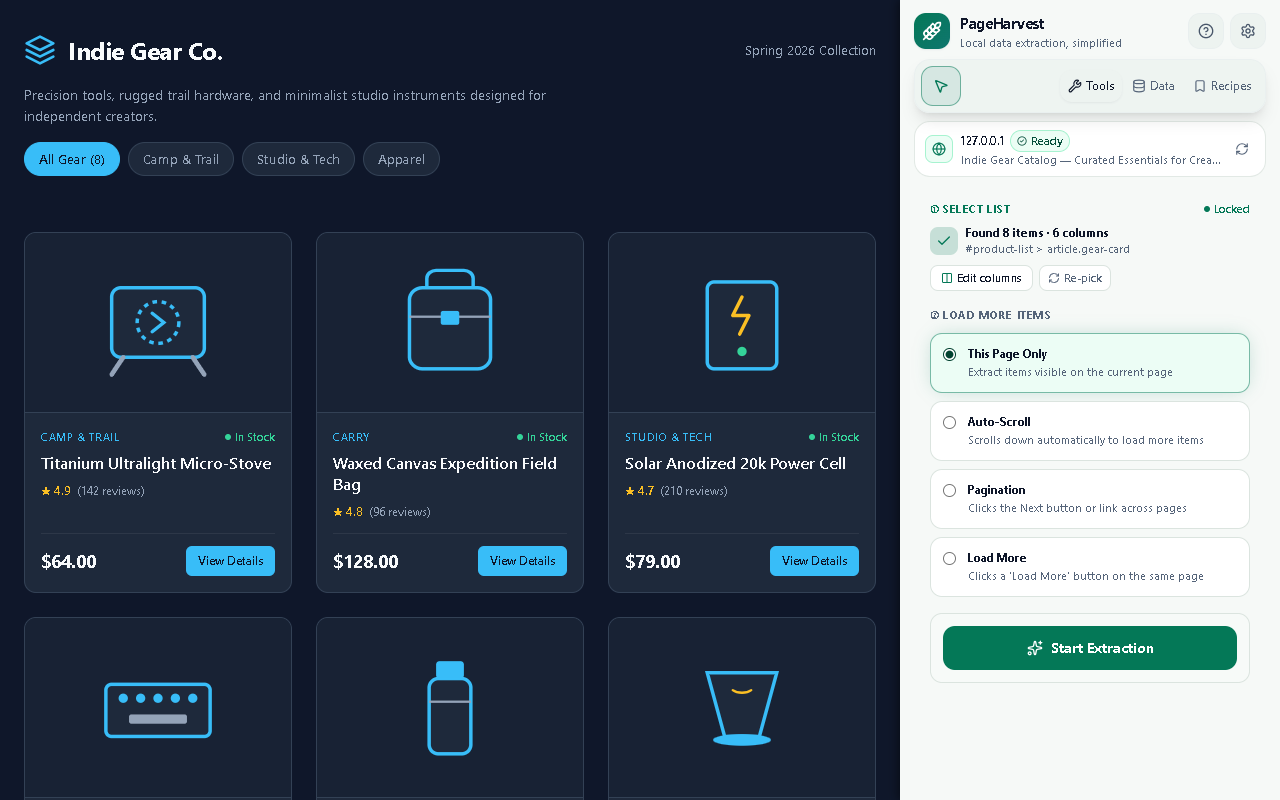 Indie Gear Co.
Spring 2026 Collection
Precision tools, rugged trail hardware, and minimalist studio instruments designed for
independent creators.
All Gear (8)
Camp & Trail
Studio & Tech
Apparel
CAMP & TRAIL
In Stock
Titanium Ultralight Micro-Stove
★ 4.9 (142 reviews)
$64.00
View Details
CARRY
In Stock
Waxed Canvas Expedition Field
Bag
★ 4.8 (96 reviews)
$128.00
View Details
STUDIO & TECH
In Stock
Solar Anodized 20k Power Cell
★ 4.7 (210 reviews)
$79.00
View Details
PageHarvest
Local data extraction, simplified
Tools
Data
Recipes
127.0.0.1
Ready
Indie Gear Catalog — Curated Essentials for Crea...
① SELECT LIST
Locked
Found 8 items · 6 columns
#product-list > article.gear-card
Edit columns
Re-pick
② LOAD MORE ITEMS
This Page Only
Extract items visible on the current page
Auto-Scroll
Scrolls down automatically to load more items
Pagination
Clicks the Next button or link across pages
Load More
Clicks a 'Load More' button on the same page
Start Extraction